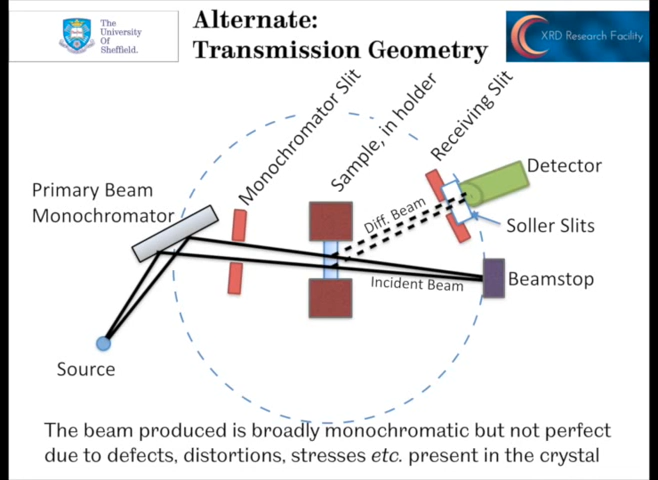 The
University
Of
Sheffield.
Alternate:
Transmission Geometry
XRD Research Facility
Monochromator Slit
Sample, in holder
Receiving Slit
Detector
Primary Beam
Monochromator
Diff. Beam
Soller Slits
Incident Beam
Beamstop
Source
The beam produced is broadly monochromatic but not perfect
due to defects, distortions, stresses etc. present in the crystal